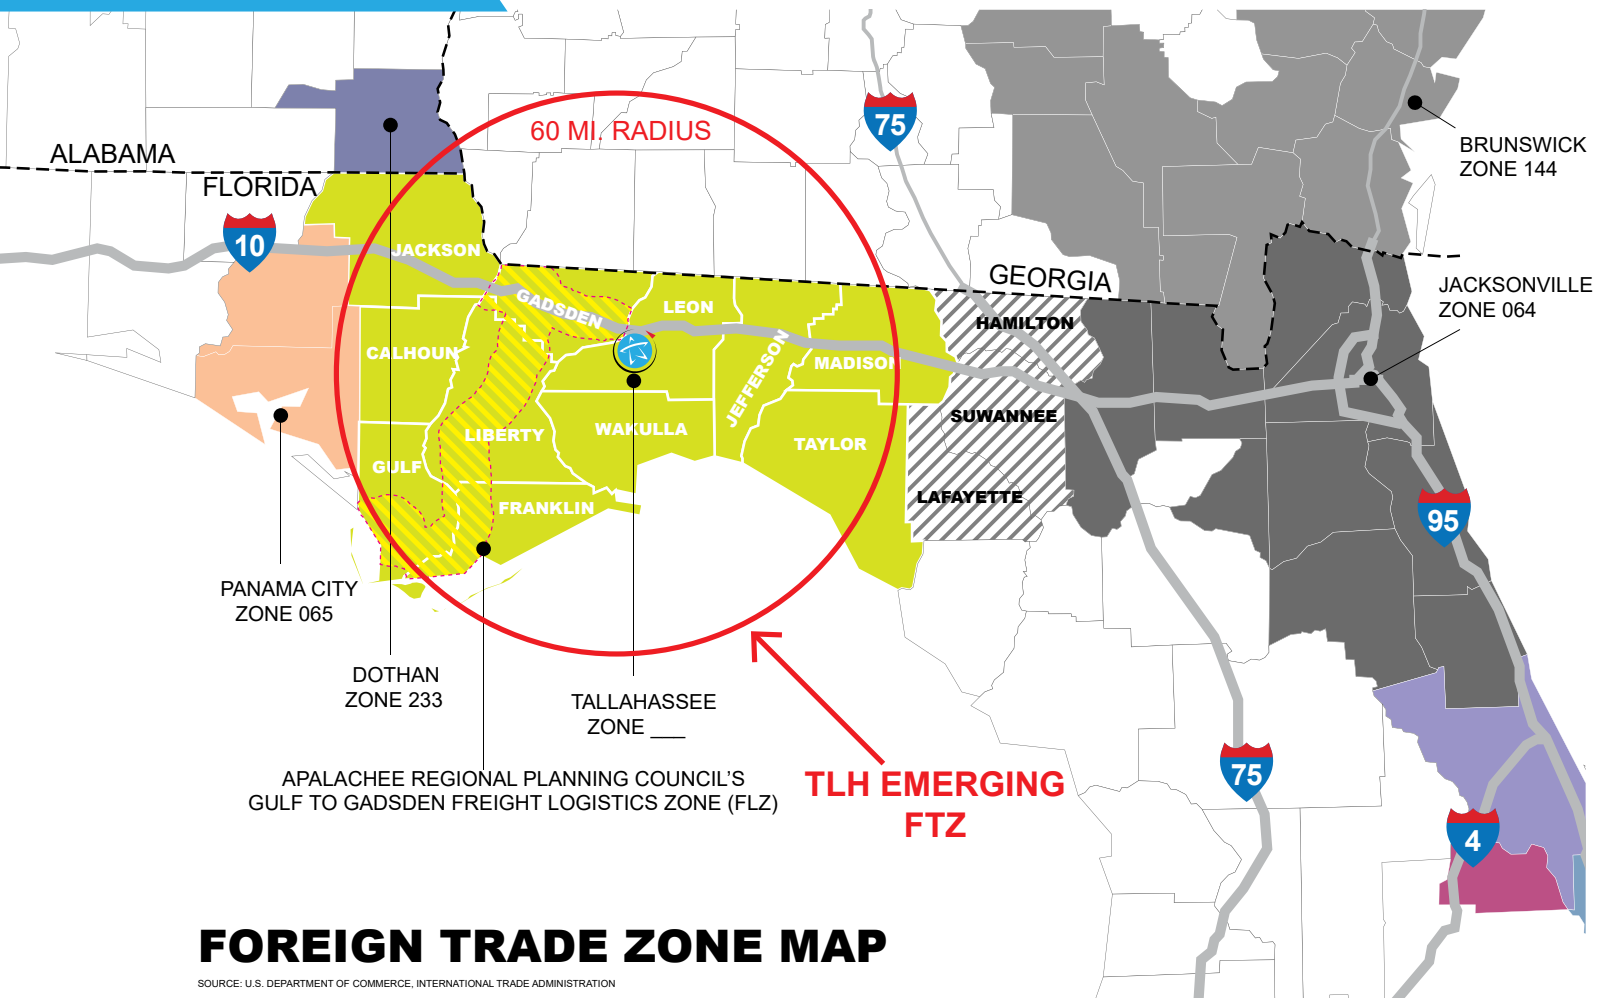 60 MI. RADIUS
75
BRUNSWICK
ZONE 144
ALABAMA
FLORIDA
10
JACKSON
GEORGIA
JACKSONVILLE
ZONE 064
GADSDEN
LEON
HAMILTON
CALHOUN
JEFFERSON
MADISON
SUWANNEE
LIBERTY
WAKULLA
TAYLOR
GULF
LAFAYETTE
FRANKLIN
95
PANAMA CITY
ZONE 065
DOTHAN
ZONE 233
TALLAHASSEE
ZONE ___
APALACHEE REGIONAL PLANNING COUNCIL'S
GULF TO GADSDEN FREIGHT LOGISTICS ZONE (FLZ)
TLH EMERGING
FTZ
75
4
FOREIGN TRADE ZONE MAP
SOURCE: U.S. DEPARTMENT OF COMMERCE, INTERNATIONAL TRADE ADMINISTRATION